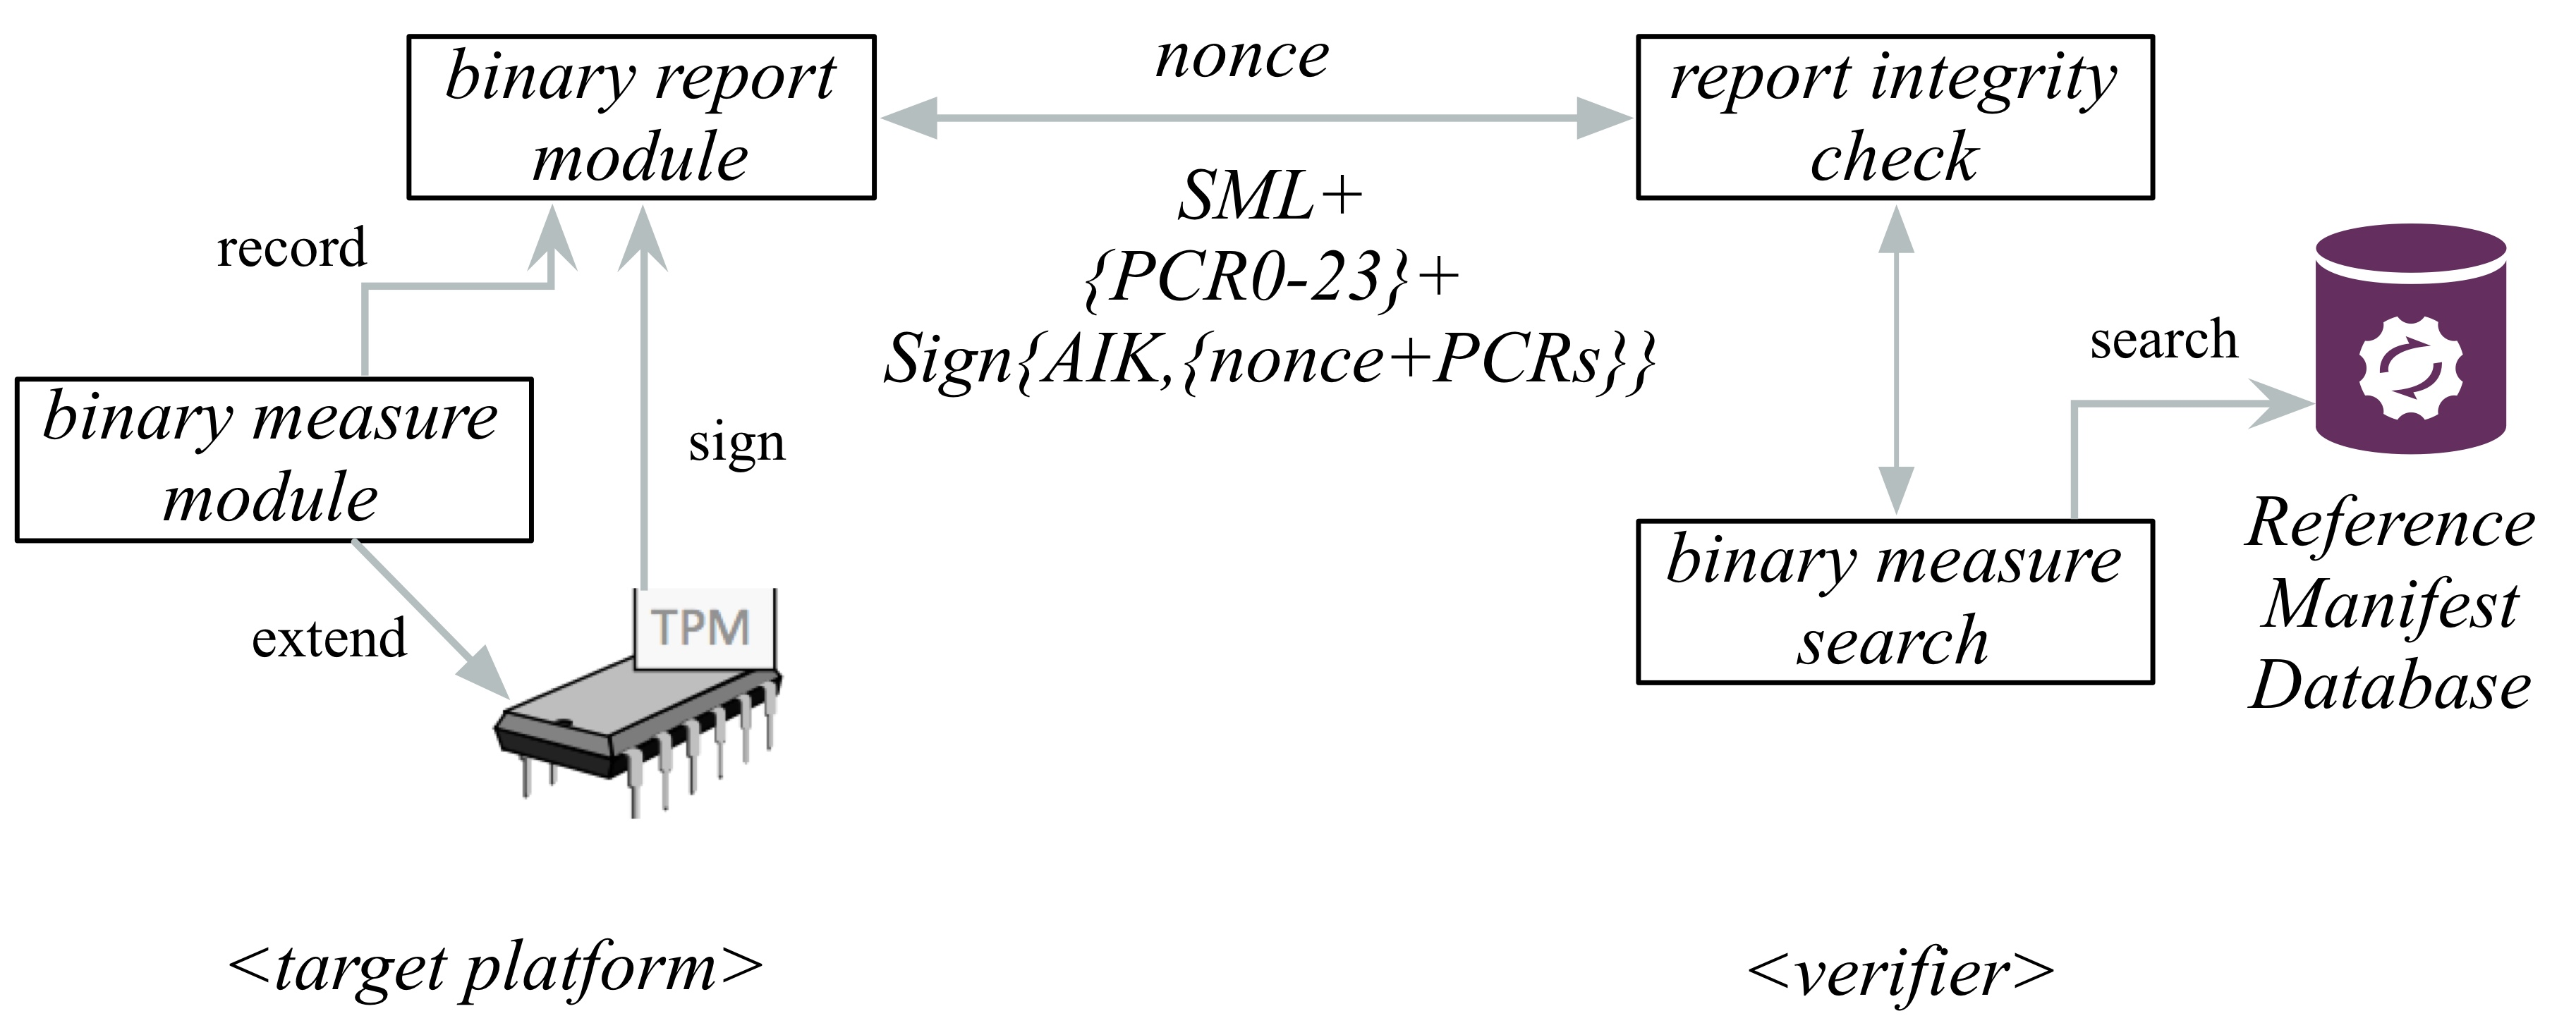 binary report
module
nonce
report integrity
check
SML+
{PCR0-23}+
Sign{AIK,{nonce+PCRs}}
record
sign
search
binary measure
module
extend
TPM
binary measure
search
Reference
Manifest
Database
<target platform>
<verifier>